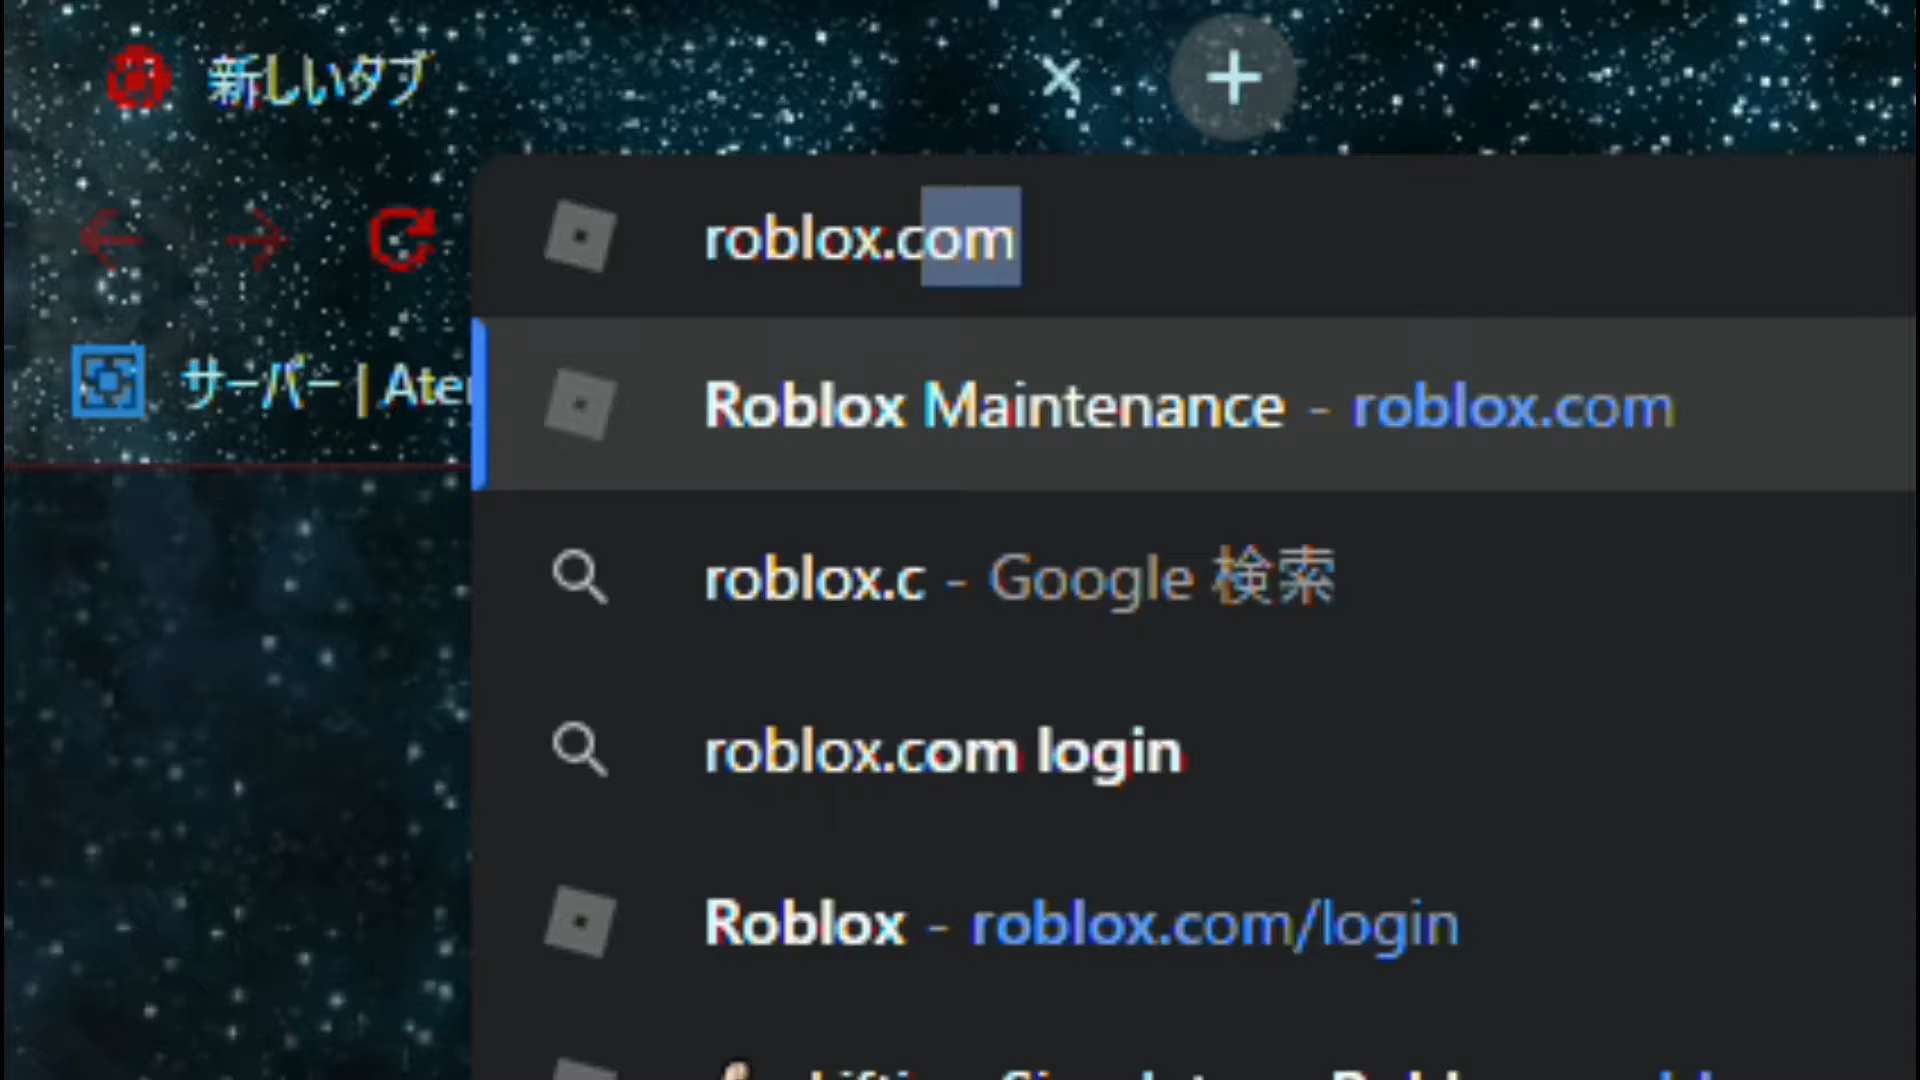 新しいタブ
roblox.com
サーバー | Ater
Roblox Maintenance - roblox.com
roblox.c - Google 検索
roblox.com login
Roblox - roblox.com/login